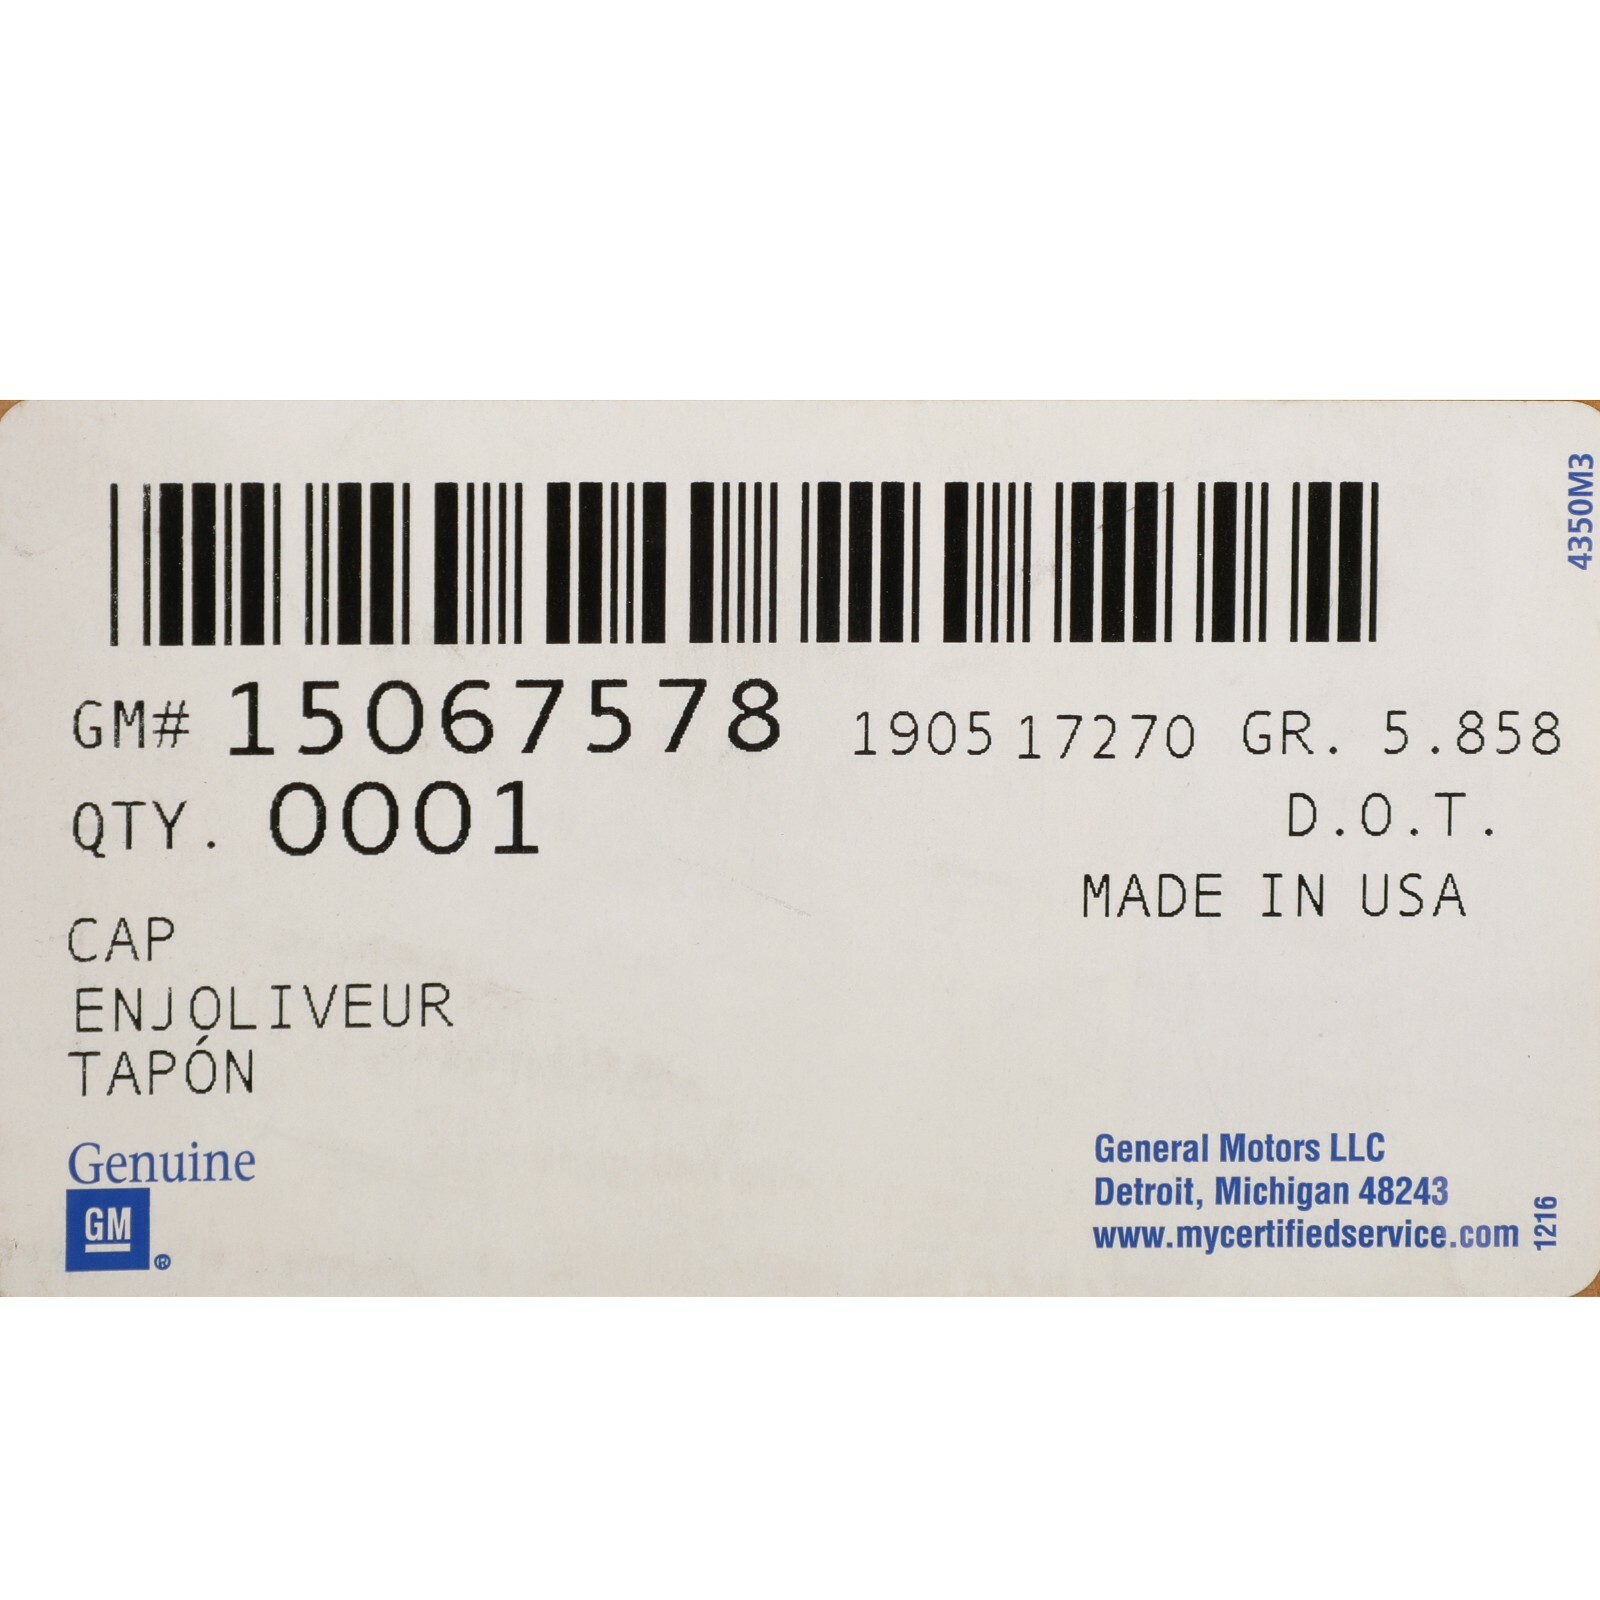 4350M3
GM# 15067578 1905 17270 GR. 5.858
QTY. 0001 D.O.T.
MADE IN USA
CAP
ENJOLIVEUR
TAPÓN
Genuine
GM ®
General Motors LLC
Detroit, Michigan 48243
www.mycertifiedservice.com
1216